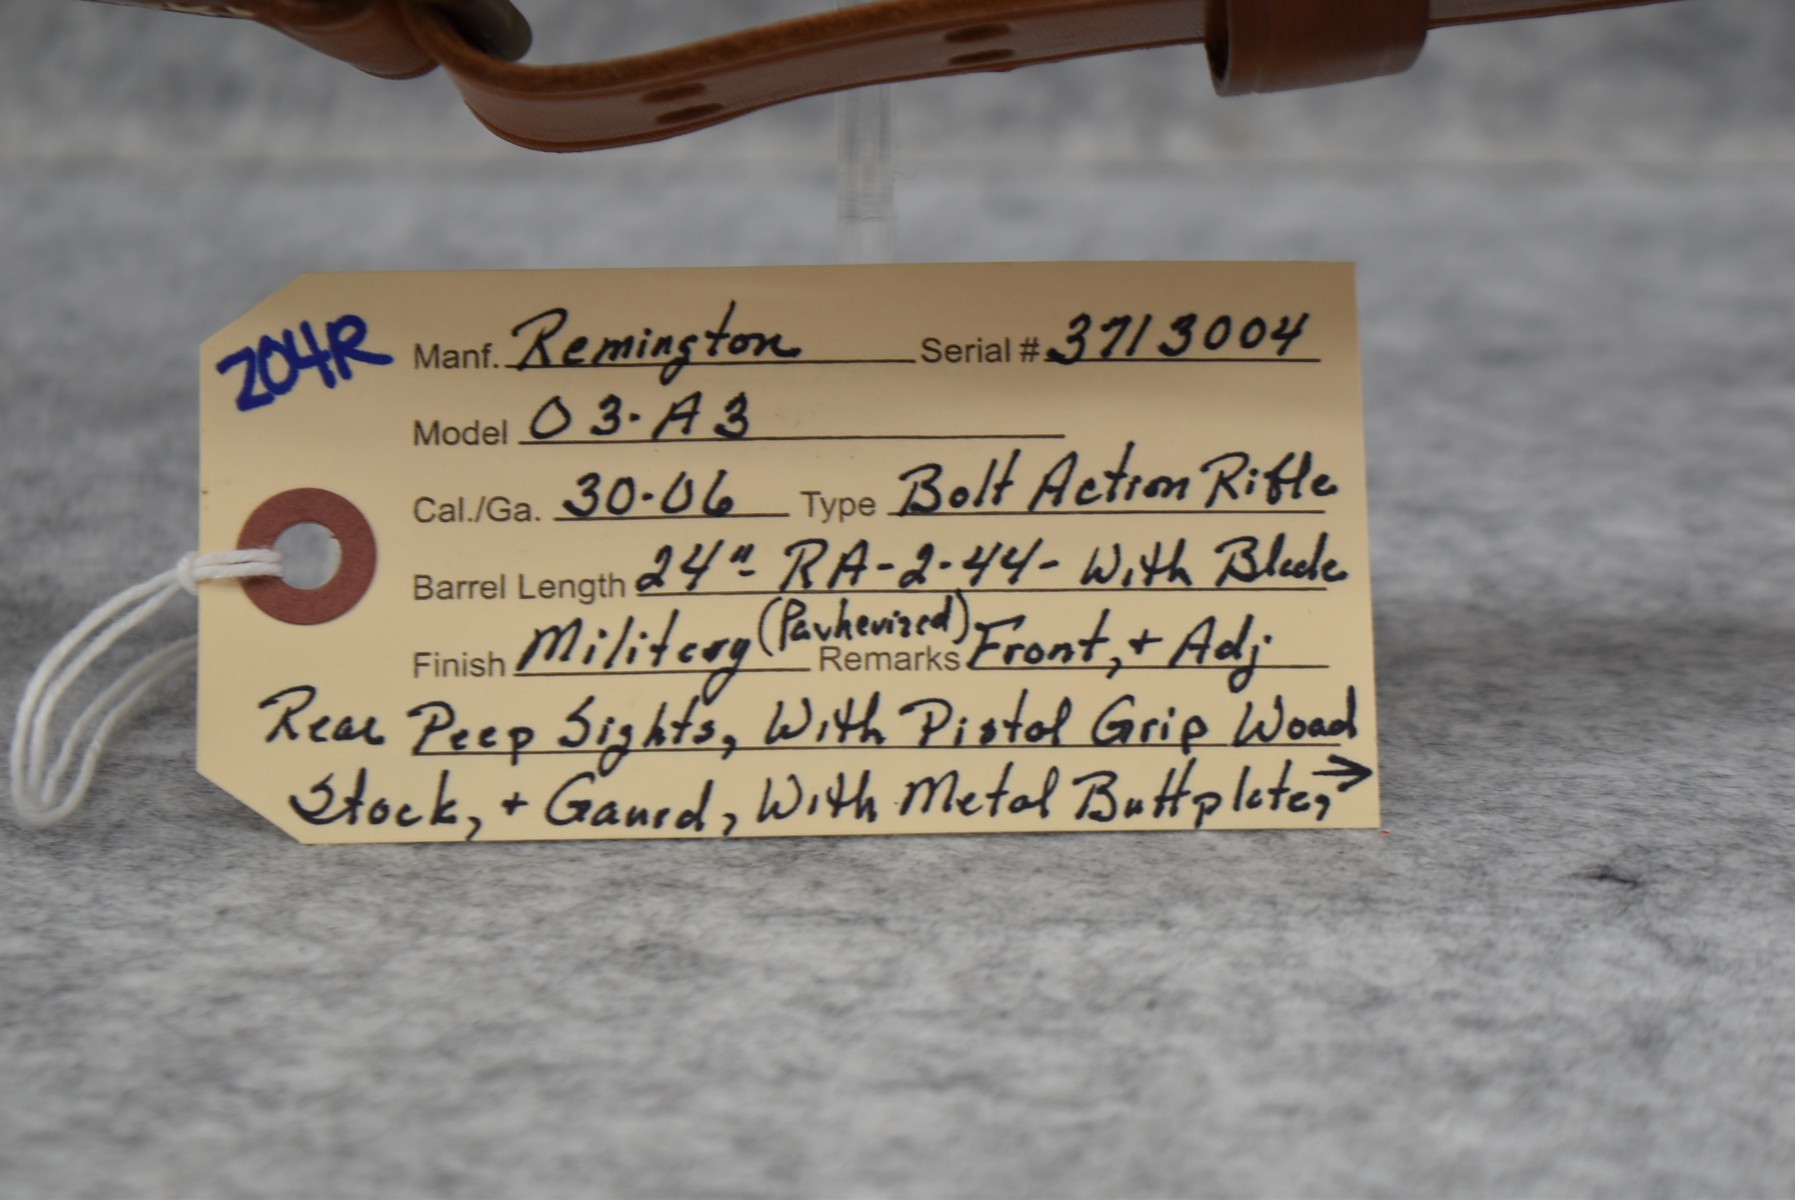 204R
Manf. Remington Serial # 3713004
Model 03-A3
Cal./Ga. 30-06 Type Bolt Action Rifle
Barrel Length 24"- RA-2-44- With Blade
Finish Military (Parkerized) Remarks Front, + Adj
Rear Peep Sights, With Pistol Grip Wood
Stock, + Gaurd, With Metal Buttplate, →